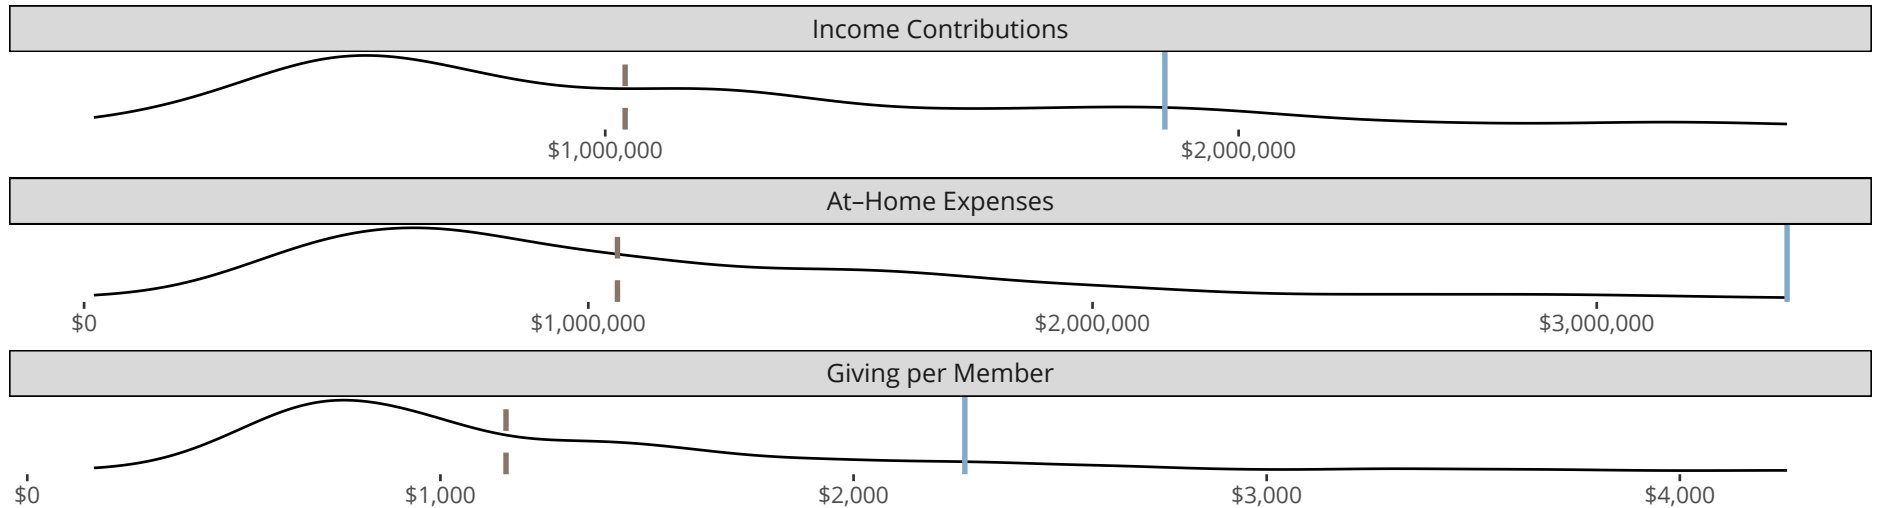 Income Contributions
$1,000,000 $2,000,000
At–Home Expenses
$0 $1,000,000 $2,000,000 $3,000,000
Giving per Member
$0 $1,000 $2,000 $3,000 $4,000